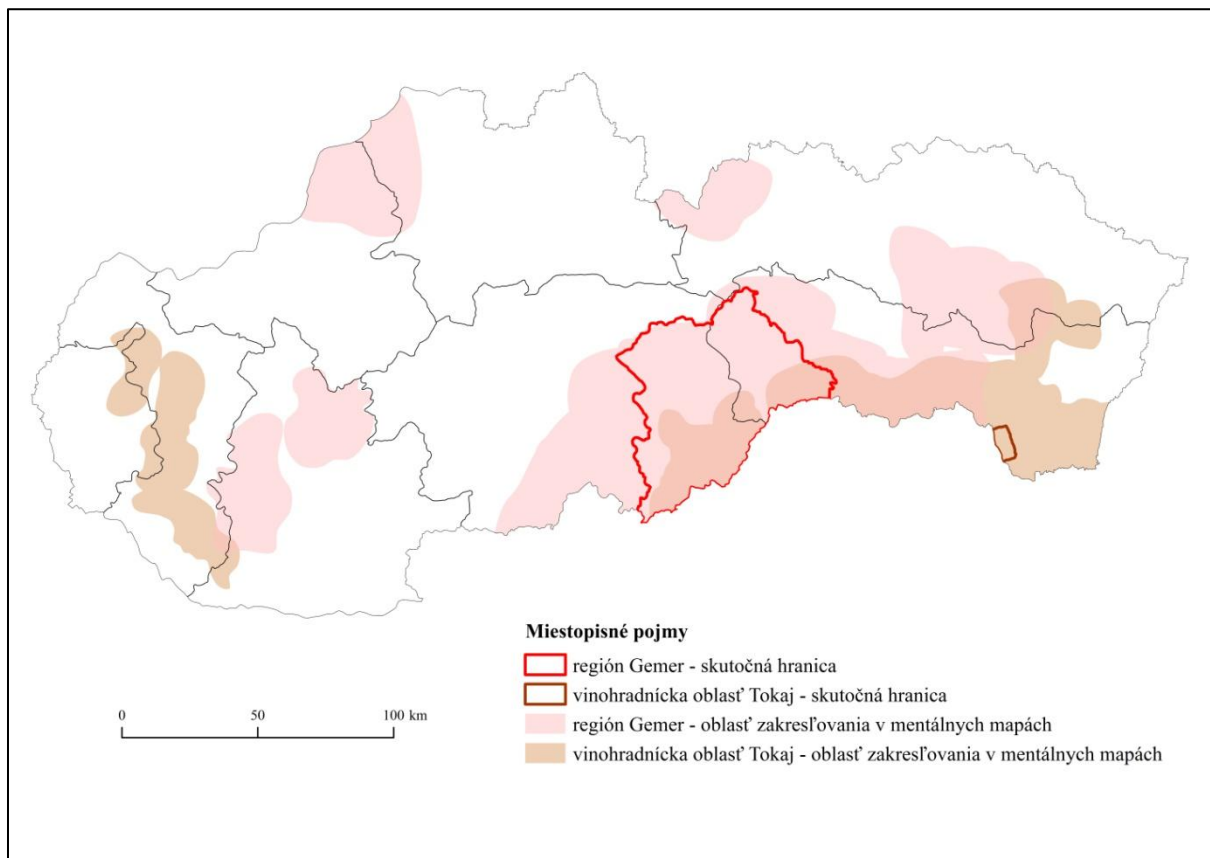 Miestopisné pojmy
región Gemer - skutočná hranica
vinohradnícka oblasť Tokaj - skutočná hranica
región Gemer - oblasť zakresľovania v mentálnych mapách
vinohradnícka oblasť Tokaj - oblasť zakresľovania v mentálnych mapách
0 50 100 km